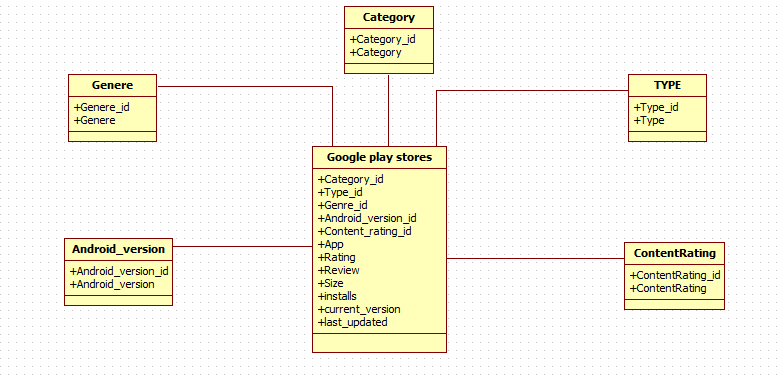 Category
+Category_id
+Category
Genere
+Genere_id
+Genere
TYPE
+Type_id
+Type
Google play stores
+Category_id
+Type_id
+Genre_id
+Android_version_id
+Content_rating_id
+App
+Rating
+Review
+Size
+installs
+current_version
+last_updated
Android_version
+Android_version_id
+Android_version
ContentRating
+ContentRating_id
+ContentRating